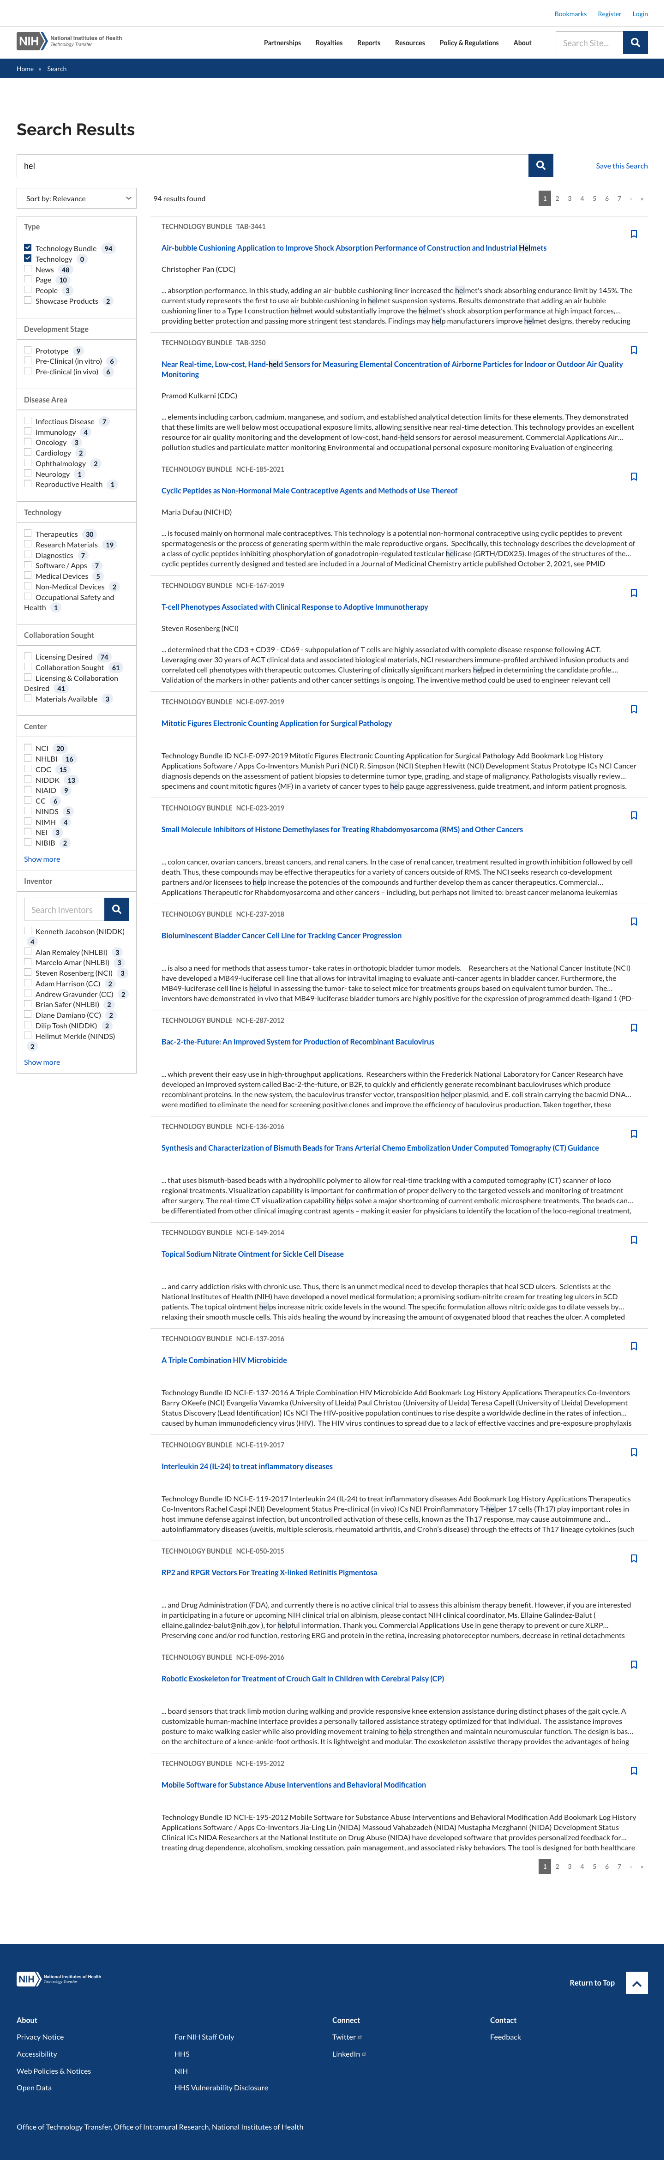 Bookmarks Register Login
NIH National Institutes of Health
Technology Transfer
Partnerships Royalties Reports Resources Policy & Regulations About Search Site...
Home » Search
Search Results
hel
Save this Search
Sort by: Relevance
94 results found
1 2 3 4 5 6 7 › »
Type
Technology Bundle 94
Technology 0
News 48
Page 10
People 3
Showcase Products 2
Development Stage
Prototype 9
Pre-Clinical (in vitro) 6
Pre-clinical (in vivo) 6
Disease Area
Infectious Disease 7
Immunology 4
Oncology 3
Cardiology 2
Ophthalmology 2
Neurology 1
Reproductive Health 1
Technology
Therapeutics 30
Research Materials 19
Diagnostics 7
Software / Apps 7
Medical Devices 5
Non-Medical Devices 2
Occupational Safety and
Health 1
Collaboration Sought
Licensing Desired 74
Collaboration Sought 61
Licensing & Collaboration
Desired 41
Materials Available 3
Center
NCI 20
NHLBI 16
CDC 15
NIDDK 13
NIAID 9
CC 6
NINDS 5
NIMH 4
NEI 3
NIBIB 2
Show more
Inventor
Search Inventors
Kenneth Jacobson (NIDDK)
4
Alan Remaley (NHLBI) 3
Marcelo Amar (NHLBI) 3
Steven Rosenberg (NCI) 3
Adam Harrison (CC) 2
Andrew Gravunder (CC) 2
Brian Safer (NHLBI) 2
Diane Damiano (CC) 2
Dilip Tosh (NIDDK) 2
Hellmut Merkle (NINDS)
2
Show more
TECHNOLOGY BUNDLE TAB-3441
Air-bubble Cushioning Application to Improve Shock Absorption Performance of Construction and Industrial Helmets
Christopher Pan (CDC)
... absorption performance. In this study, adding an air-bubble cushioning liner increased the helmet's shock absorbing endurance limit by 145%. The
current study represents the first to use air bubble cushioning in helmet suspension systems. Results demonstrate that adding an air bubble
cushioning liner to a Type I construction helmet would substantially improve the helmet's shock absorption performance at high impact forces,...
providing better protection and passing more stringent test standards. Findings may help manufacturers improve helmet designs, thereby reducing
TECHNOLOGY BUNDLE TAB-3250
Near Real-time, Low-cost, Hand-held Sensors for Measuring Elemental Concentration of Airborne Particles for Indoor or Outdoor Air Quality
Monitoring
Pramod Kulkarni (CDC)
... elements including carbon, cadmium, manganese, and sodium, and established analytical detection limits for these elements. They demonstrated
that these limits are well below most occupational exposure limits, allowing sensitive near real-time detection. This technology provides an excellent
resource for air quality monitoring and the development of low-cost, hand-held sensors for aerosol measurement. Commercial Applications Air...
pollution studies and particulate matter monitoring Environmental and occupational personal exposure monitoring Evaluation of engineering
TECHNOLOGY BUNDLE NICHD-E-185-2021
Cyclic Peptides as Non-Hormonal Male Contraceptive Agents and Methods of Use Thereof
Maria Dufau (NICHD)
... is focused mainly on hormonal male contraceptives. This technology is a potential non-hormonal contraceptive using cyclic peptides to prevent
spermatogenesis or the process of generating sperm within the male reproductive organs. Specifically, this technology describes the development of
a class of cyclic peptides inhibiting phosphorylation of gonadotropin-regulated testicular helicase (GRTH/DDX25). Images of the structures of the...
cyclic peptides currently designed and tested are included in a Journal of Medicinal Chemistry article published October 2, 2021, see PMID
TECHNOLOGY BUNDLE NCI-E-167-2019
T-cell Phenotypes Associated with Clinical Response to Adoptive Immunotherapy
Steven Rosenberg (NCI)
... determined that the CD3 + CD39 - CD69 - subpopulation of T cells are highly associated with complete disease response following ACT.
Leveraging over 30 years of ACT clinical data and associated biological materials, NCI researchers immune-profiled archived infusion products and
correlated cell phenotypes with therapeutic outcomes. Clustering of clinically significant markers helped in determining the candidate profile....
Validation of the markers in other patients and other cancer settings is ongoing. The inventive method could be used to engineer relevant cell
TECHNOLOGY BUNDLE NCI-E-097-2019
Mitotic Figures Electronic Counting Application for Surgical Pathology
Technology Bundle ID NCI-E-097-2019 Mitotic Figures Electronic Counting Application for Surgical Pathology Add Bookmark Log History
Applications Software / Apps Co-Inventors Munish Puri (NCI) R. Simpson (NCI) Stephen Hewitt (NCI) Development Status Prototype ICs NCI Cancer
diagnosis depends on the assessment of patient biopsies to determine tumor type, grading, and stage of malignancy. Pathologists visually review...
specimens and count mitotic figures (MF) in a variety of cancer types to help gauge aggressiveness, guide treatment, and inform patient prognosis.
TECHNOLOGY BUNDLE NCI-E-023-2019
Small Molecule Inhibitors of Histone Demethylases for Treating Rhabdomyosarcoma (RMS) and Other Cancers
... colon cancer, ovarian cancers, breast cancers, and renal caners. In the case of renal cancer, treatment resulted in growth inhibition followed by cell
death. Thus, these compounds may be effective therapeutics for a variety of cancers outside of RMS. The NCI seeks research co-development
partners and/or licensees to help increase the potencies of the compounds and further develop them as cancer therapeutics. Commercial...
Applications Therapeutic for Rhabdomyosarcoma and other cancers – including, but perhaps not limited to: breast cancer melanoma leukemias
TECHNOLOGY BUNDLE NCI-E-237-2018
Bioluminescent Bladder Cancer Cell Line for Tracking Cancer Progression
... is also a need for methods that assess tumor- take rates in orthotopic bladder tumor models. Researchers at the National Cancer Institute (NCI)
have developed a MB49-luciferase cell line that allows for intravital imaging to evaluate anti-cancer agents in bladder cancer. Furthermore, the
MB49-luciferase cell line is helpful in assessing the tumor- take to select mice for treatments groups based on equivalent tumor burden. The...
inventors have demonstrated in vivo that MB49-luciferase bladder tumors are highly positive for the expression of programmed death-ligand 1 (PD-
TECHNOLOGY BUNDLE NCI-E-287-2012
Bac-2-the-Future: An Improved System for Production of Recombinant Baculovirus
... which prevent their easy use in high-throughput applications. Researchers within the Frederick National Laboratory for Cancer Research have
developed an improved system called Bac-2-the-future, or B2F, to quickly and efficiently generate recombinant baculoviruses which produce
recombinant proteins. In the new system, the baculovirus transfer vector, transposition helper plasmid, and E. coli strain carrying the bacmid DNA...
were modified to eliminate the need for screening positive clones and improve the efficiency of baculovirus production. Taken together, these
TECHNOLOGY BUNDLE NCI-E-136-2016
Synthesis and Characterization of Bismuth Beads for Trans Arterial Chemo Embolization Under Computed Tomography (CT) Guidance
... that uses bismuth-based beads with a hydrophilic polymer to allow for real-time tracking with a computed tomography (CT) scanner of loco
regional treatments. Visualization capability is important for confirmation of proper delivery to the targeted vessels and monitoring of treatment
after surgery. The real-time CT visualization capability helps solve a major shortcoming of current embolic microsphere treatments. The beads can...
be differentiated from other clinical imaging contrast agents – making it easier for physicians to identify the location of the loco-regional treatment,
TECHNOLOGY BUNDLE NCI-E-149-2014
Topical Sodium Nitrate Ointment for Sickle Cell Disease
... and carry addiction risks with chronic use. Thus, there is an unmet medical need to develop therapies that heal SCD ulcers. Scientists at the
National Institutes of Health (NIH) have developed a novel medical formulation; a promising sodium-nitrite cream for treating leg ulcers in SCD
patients. The topical ointment helps increase nitric oxide levels in the wound. The specific formulation allows nitric oxide gas to dilate vessels by...
relaxing their smooth muscle cells. This aids healing the wound by increasing the amount of oxygenated blood that reaches the ulcer. A completed
TECHNOLOGY BUNDLE NCI-E-137-2016
A Triple Combination HIV Microbicide
Technology Bundle ID NCI-E-137-2016 A Triple Combination HIV Microbicide Add Bookmark Log History Applications Therapeutics Co-Inventors
Barry OKeefe (NCI) Evangelia Vavamka (University of Lleida) Paul Christou (University of Lleida) Teresa Capell (University of Lleida) Development
Status Discovery (Lead Identification) ICs NCI The HIV-positive population continues to rise despite a worldwide decline in the rates of infection...
caused by human immunodeficiency virus (HIV). The HIV virus continues to spread due to a lack of effective vaccines and pre-exposure prophylaxis
TECHNOLOGY BUNDLE NCI-E-119-2017
Interleukin 24 (IL-24) to treat inflammatory diseases
Technology Bundle ID NCI-E-119-2017 Interleukin 24 (IL-24) to treat inflammatory diseases Add Bookmark Log History Applications Therapeutics
Co-Inventors Rachel Caspi (NEI) Development Status Pre-clinical (in vivo) ICs NEI Proinflammatory T-helper 17 cells (Th17) play important roles in
host immune defense against infection, but uncontrolled activation of these cells, known as the Th17 response, may cause autoimmune and...
autoinflammatory diseases (uveitis, multiple sclerosis, rheumatoid arthritis, and Crohn's disease) through the effects of Th17 lineage cytokines (such
TECHNOLOGY BUNDLE NCI-E-050-2015
RP2 and RPGR Vectors For Treating X-linked Retinitis Pigmentosa
... and Drug Administration (FDA), and currently there is no active clinical trial to assess this albinism therapy benefit. However, if you are interested
in participating in a future or upcoming NIH clinical trial on albinism, please contact NIH clinical coordinator, Ms. Ellaine Galindez-Balut (
ellaine.galindez-balut@nih.gov ), for helpful information. Thank you. Commercial Applications Use in gene therapy to prevent or cure XLRP...
Preserving cone and/or rod function, restoring ERG and protein in the retina, increasing photoreceptor numbers, decrease in retinal detachments
TECHNOLOGY BUNDLE NCI-E-096-2016
Robotic Exoskeleton for Treatment of Crouch Gait in Children with Cerebral Palsy (CP)
... board sensors that track limb motion during walking and provide responsive knee extension assistance during distinct phases of the gait cycle. A
customizable human-machine interface provides a personally tailored assistance strategy optimized for that individual. The assistance improves
posture to make walking easier while also providing movement training to help strengthen and maintain neuromuscular function. The design is bas...
on the architecture of a knee-ankle-foot orthosis. It is lightweight and modular. The exoskeleton assistive therapy provides the advantages of being
TECHNOLOGY BUNDLE NCI-E-195-2012
Mobile Software for Substance Abuse Interventions and Behavioral Modification
Technology Bundle ID NCI-E-195-2012 Mobile Software for Substance Abuse Interventions and Behavioral Modification Add Bookmark Log History
Applications Software / Apps Co-Inventors Jia-Ling Lin (NIDA) Massoud Vahabzadeh (NIDA) Mustapha Mezghanni (NIDA) Development Status
Clinical ICs NIDA Researchers at the National Institute on Drug Abuse (NIDA) have developed software that provides personalized feedback for...
treating drug dependence, alcoholism, smoking cessation, pain management, and associated risky behaviors. The tool is designed for both healthcare
1 2 3 4 5 6 7 › »
NIH National Institutes of Health
Technology Transfer
Return to Top
About Connect Contact
Privacy Notice For NIH Staff Only Twitter Feedback
Accessibility HHS LinkedIn
Web Policies & Notices NIH
Open Data HHS Vulnerability Disclosure
Office of Technology Transfer, Office of Intramural Research, National Institutes of Health